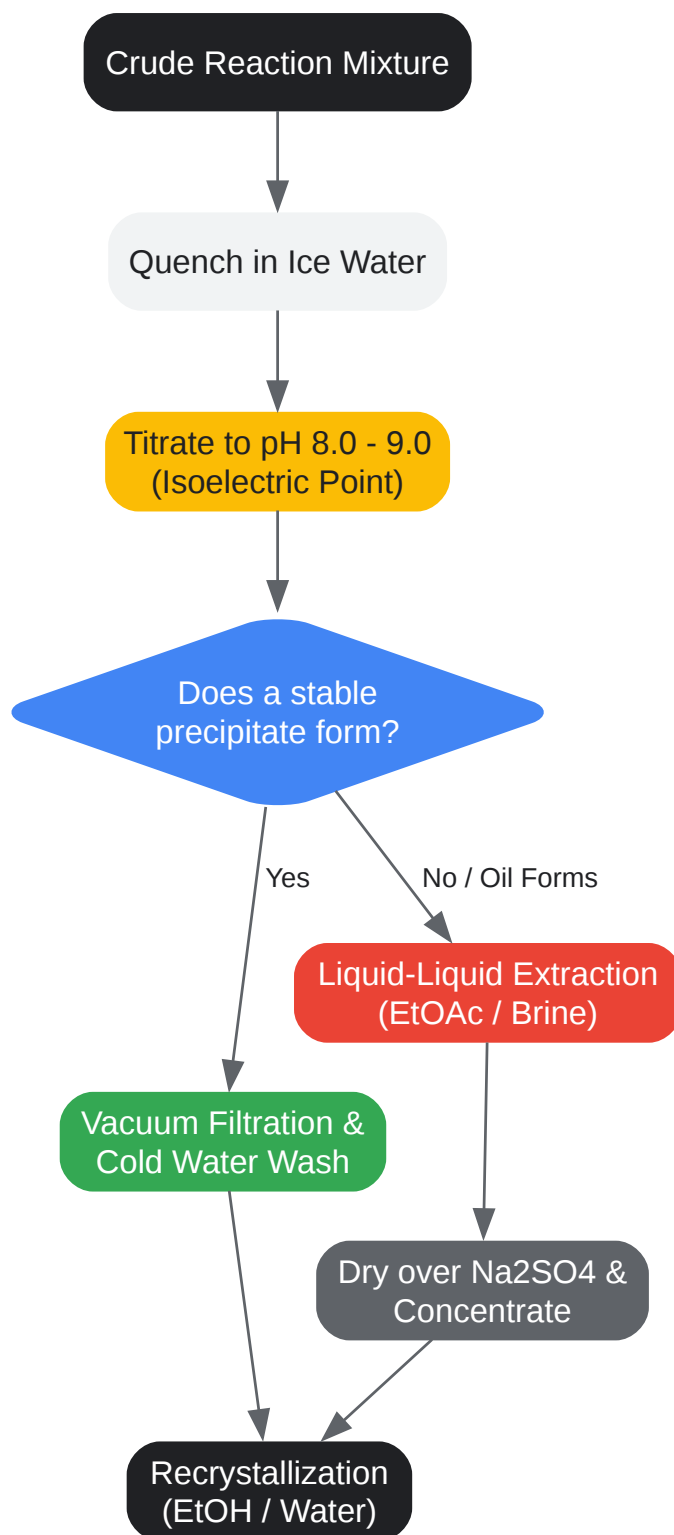 Crude Reaction Mixture
Quench in Ice Water
Titrate to pH 8.0 - 9.0
(Isoelectric Point)
Does a stable
precipitate form?
Yes
No / Oil Forms
Liquid-Liquid Extraction
(EtOAc / Brine)
Vacuum Filtration &
Cold Water Wash
Dry over Na2SO4 &
Concentrate
Recrystallization
(EtOH / Water)